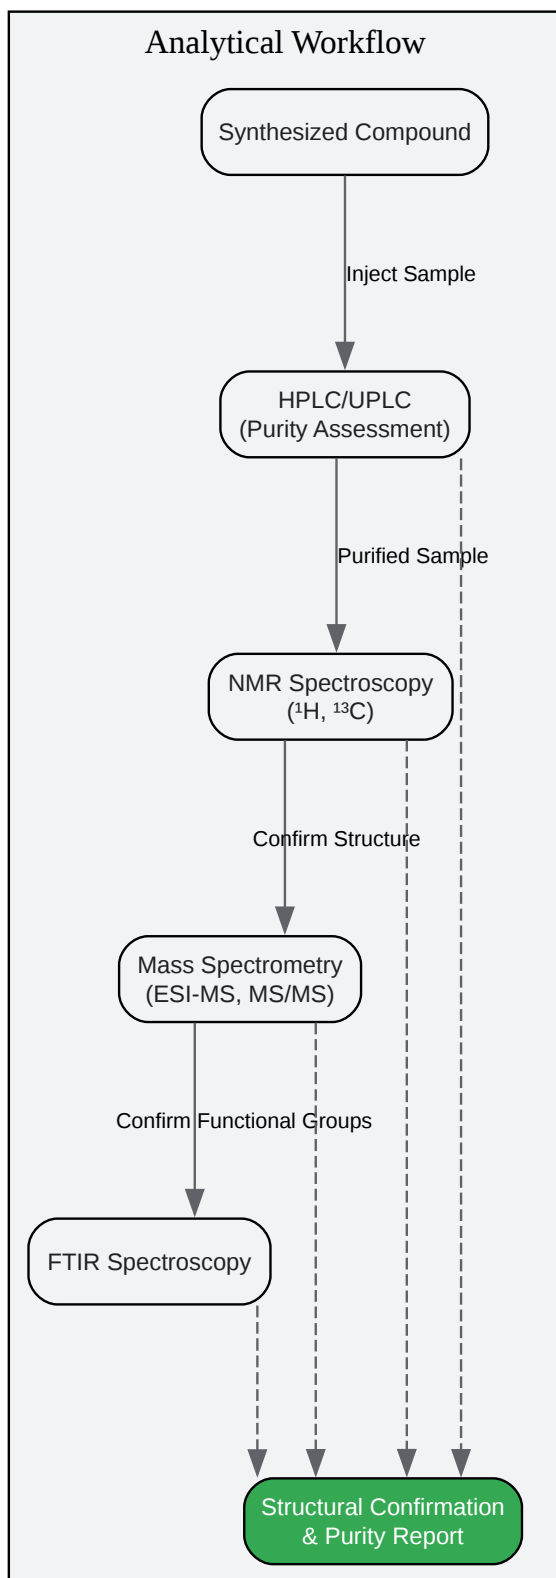 Analytical Workflow
Synthesized Compound
Inject Sample
HPLC/UPLC
(Purity Assessment)
Purified Sample
NMR Spectroscopy
(¹H, ¹³C)
Confirm Structure
Mass Spectrometry
(ESI-MS, MS/MS)
Confirm Functional Groups
FTIR Spectroscopy
Structural Confirmation
& Purity Report